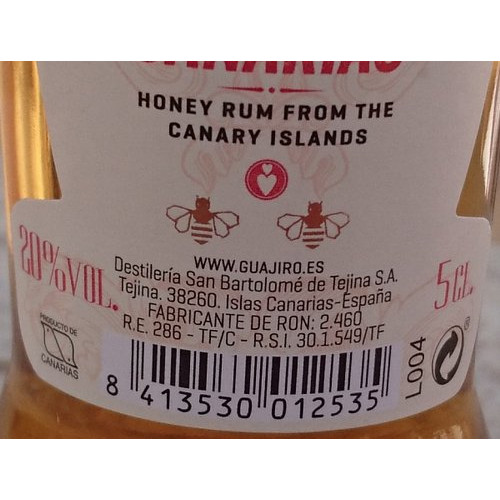 CANARIAS
HONEY RUM FROM THE
CANARY ISLANDS
WWW.GUAJIRO.ES
Destilería San Bartolomé de Tejina S.A.
Tejina. 38260. Islas Canarias-España
FABRICANTE DE RON: 2.460
R.E. 286 - TF/C - R.S.I. 30.1.549/TF
20%VOL.
5CL.
PRODUCTO DE
CANARIAS
8 413530 012535
L004
®